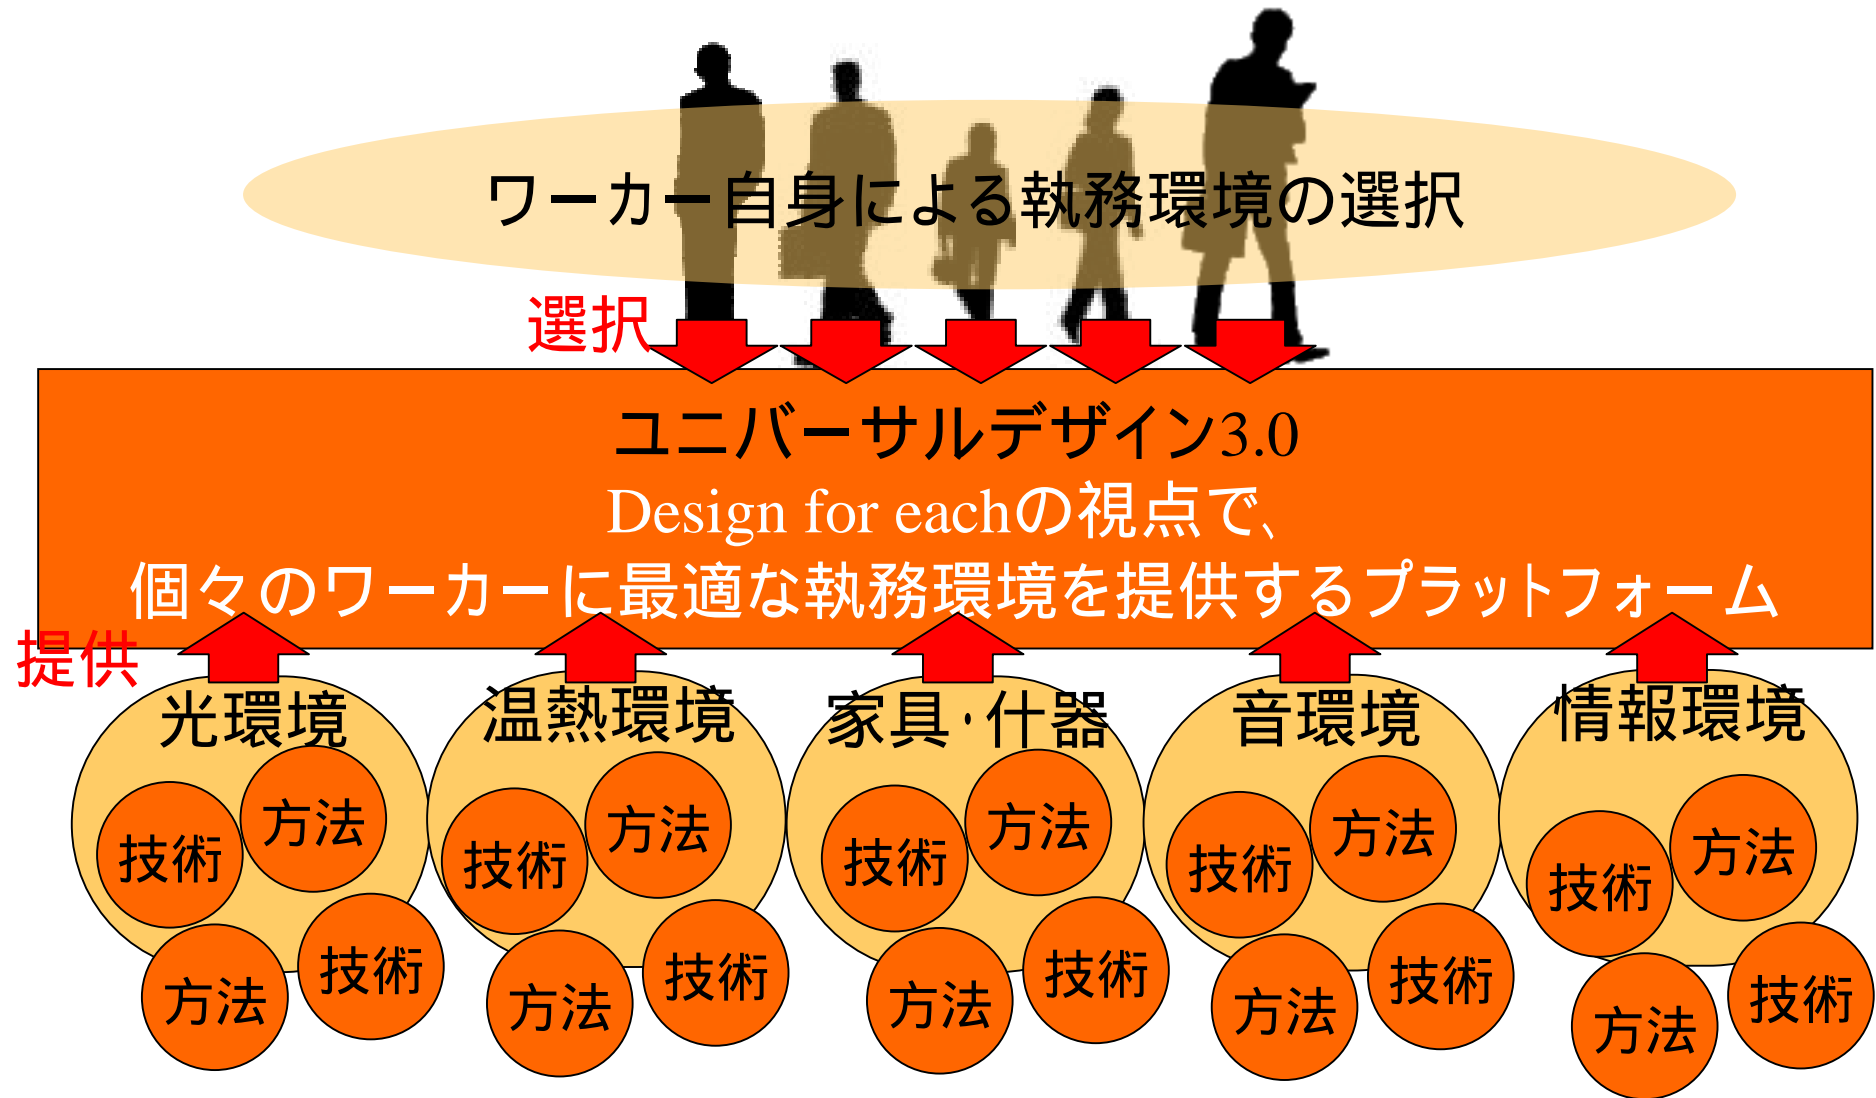 ワーカー自身による執務環境の選択
選択
ユニバーサルデザイン3.0
Design for eachの視点で、
個々のワーカーに最適な執務環境を提供するプラットフォーム
提供
光環境
技術
方法
方法
技術
温熱環境
技術
方法
方法
技術
家具・什器
技術
方法
方法
技術
音環境
技術
方法
方法
技術
情報環境
技術
方法
方法
技術